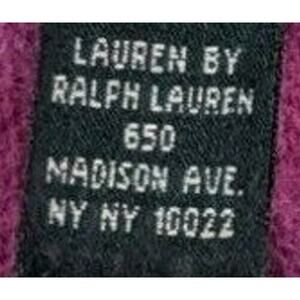 LAUREN BY
RALPH LAUREN
650
MADISON AVE.
NY NY 10022